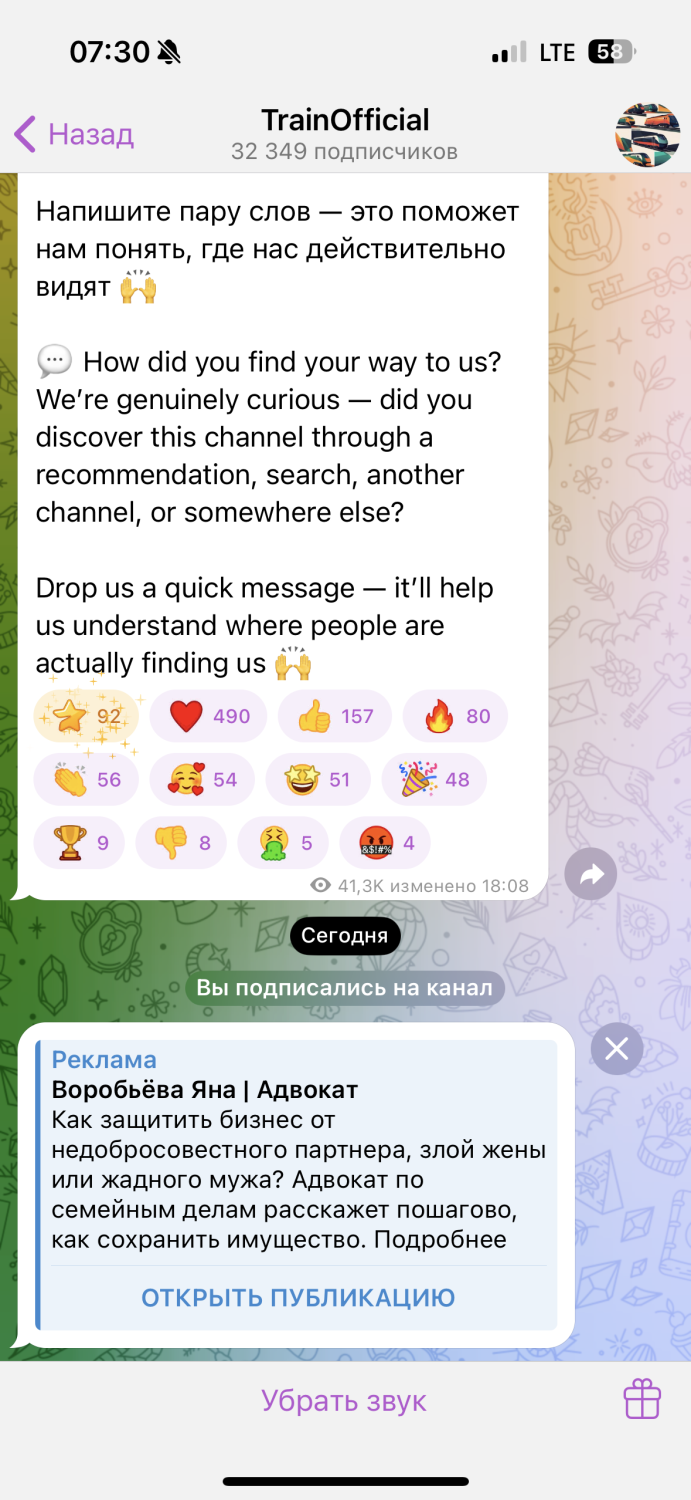 07:30
LTE 58
Назад
TrainOfficial
32 349 подписчиков
Напишите пару слов — это поможет
нам понять, где нас действительно
видят 🙌
💬 How did you find your way to us?
We’re genuinely curious — did you
discover this channel through a
recommendation, search, another
channel, or somewhere else?
Drop us a quick message — it’ll help
us understand where people are
actually finding us 🙌
⭐ 92 ❤️ 490 👍 157 🔥 80
👏 56 🥰 54 🤩 51 🎉 48
🏆 9 👎 8 🤮 5 🤬 4
41,3K изменено 18:08
Сегодня
Вы подписались на канал
Реклама
Воробьёва Яна | Адвокат
Как защитить бизнес от
недобросовестного партнера, злой жены
или жадного мужа? Адвокат по
семейным делам расскажет пошагово,
как сохранить имущество. Подробнее
ОТКРЫТЬ ПУБЛИКАЦИЮ
Убрать звук